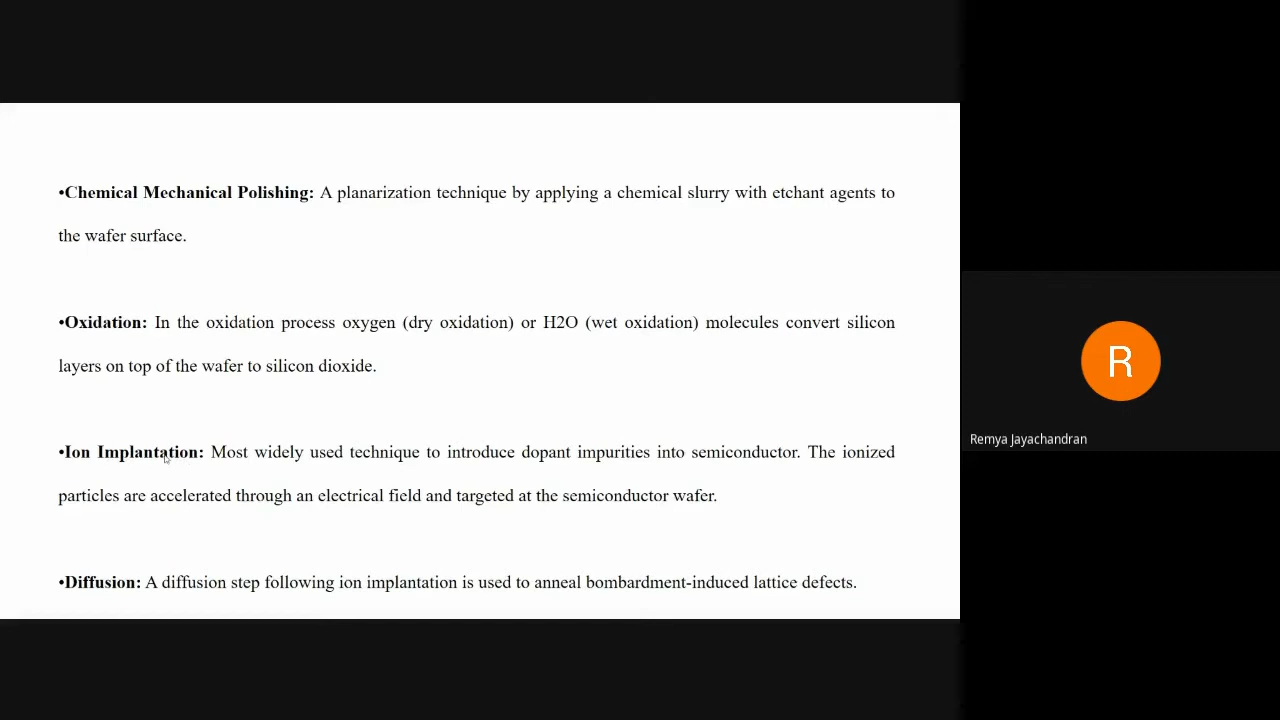 •Chemical Mechanical Polishing: A planarization technique by applying a chemical slurry with etchant agents to
the wafer surface.
•Oxidation: In the oxidation process oxygen (dry oxidation) or H2O (wet oxidation) molecules convert silicon
layers on top of the wafer to silicon dioxide.
•Ion Implantation: Most widely used technique to introduce dopant impurities into semiconductor. The ionized
particles are accelerated through an electrical field and targeted at the semiconductor wafer.
•Diffusion: A diffusion step following ion implantation is used to anneal bombardment-induced lattice defects.
R
Remya Jayachandran